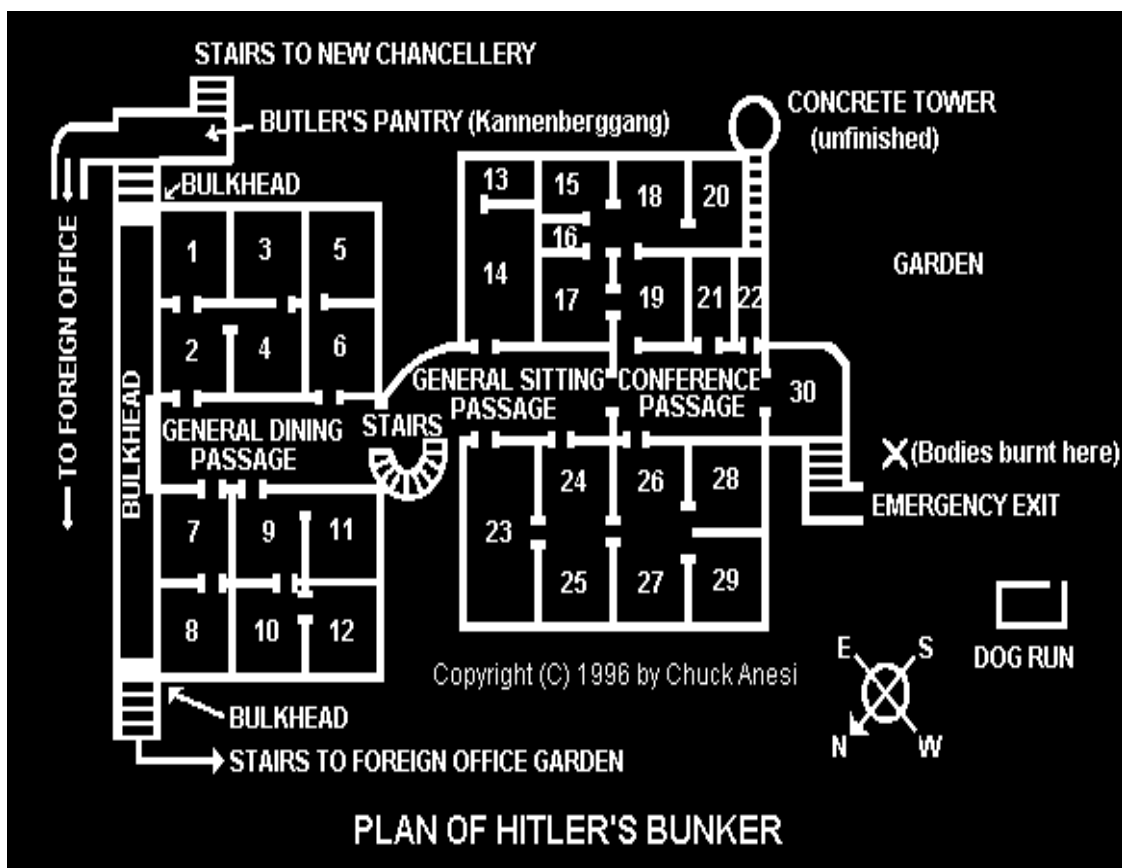 STAIRS TO NEW CHANCELLERY
BUTLER'S PANTRY (Kannenberggang)
CONCRETE TOWER
(unfinished)
BULKHEAD
TO FOREIGN OFFICE
BULKHEAD
1
3
5
2
4
6
GENERAL DINING
PASSAGE
STAIRS
7
9
11
8
10
12
13
15
18
20
16
14
17
19
21
22
GARDEN
GENERAL SITTING
PASSAGE
CONFERENCE
PASSAGE
30
X (Bodies burnt here)
EMERGENCY EXIT
23
24
26
28
25
27
29
DOG RUN
E
S
N
W
Copyright (C) 1996 by Chuck Anesi
BULKHEAD
STAIRS TO FOREIGN OFFICE GARDEN
PLAN OF HITLER'S BUNKER